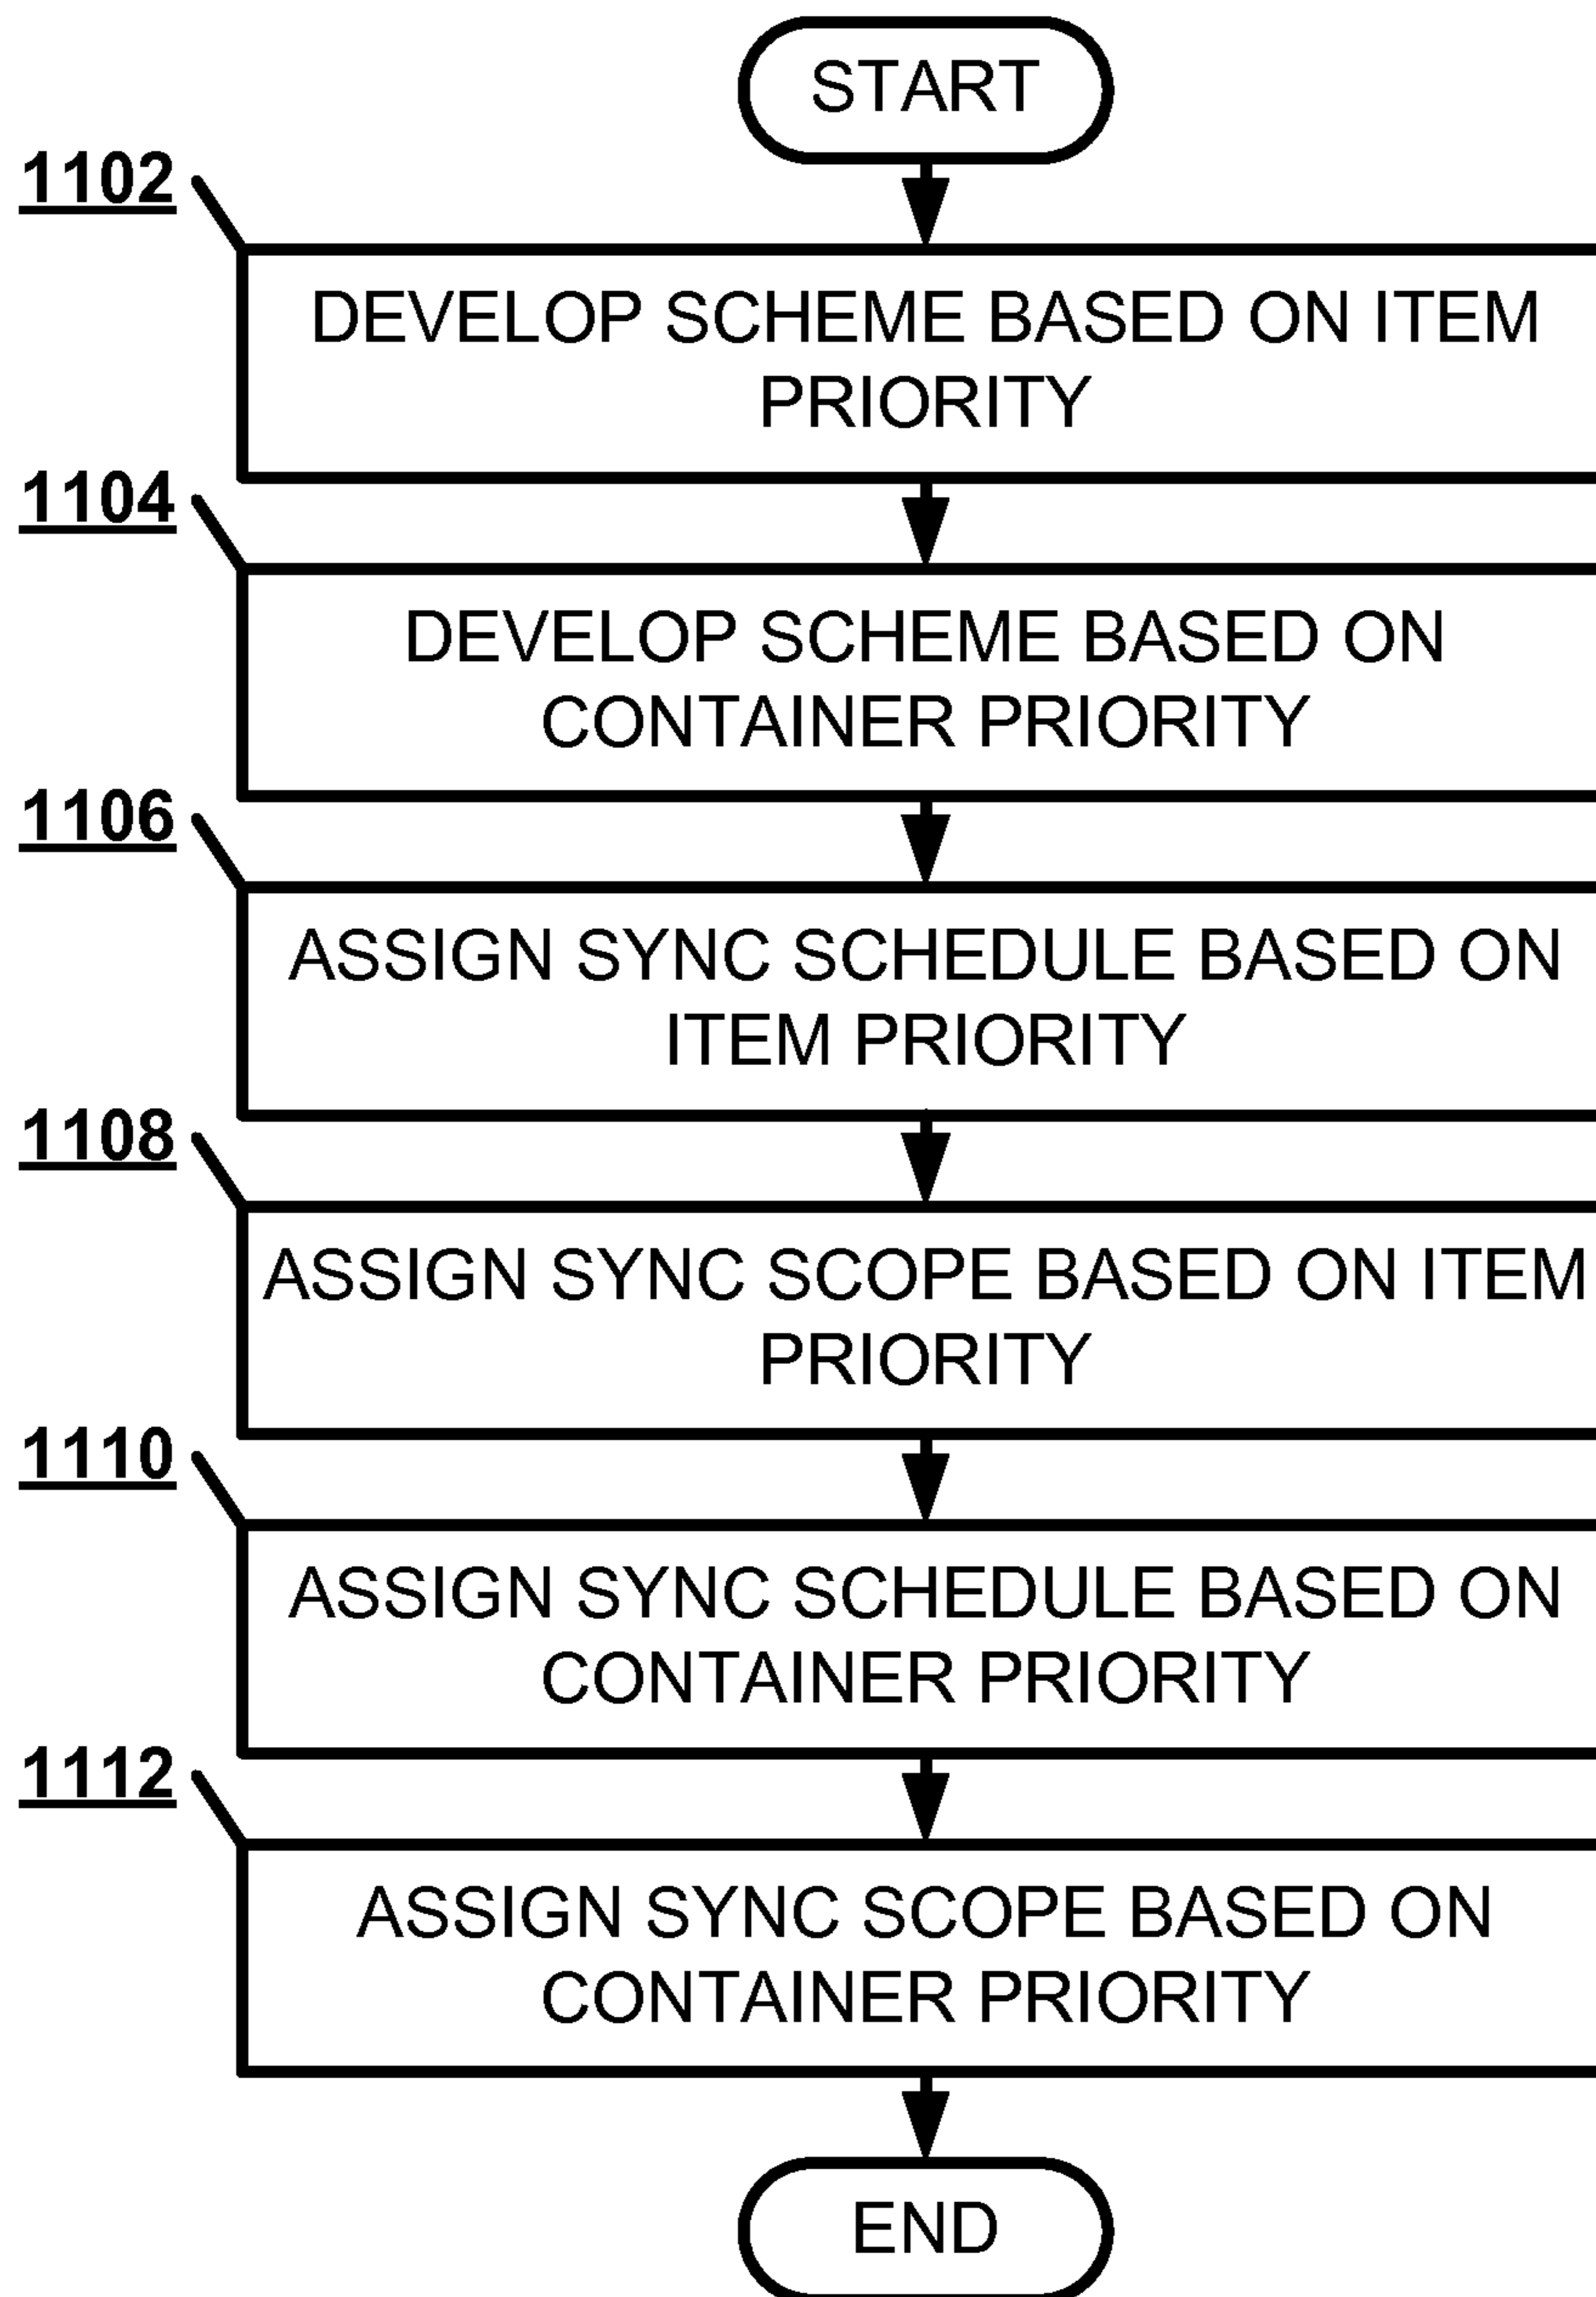 START
1102
DEVELOP SCHEME BASED ON ITEM
PRIORITY
1104
DEVELOP SCHEME BASED ON
CONTAINER PRIORITY
1106
ASSIGN SYNC SCHEDULE BASED ON
ITEM PRIORITY
1108
ASSIGN SYNC SCOPE BASED ON ITEM
PRIORITY
1110
ASSIGN SYNC SCHEDULE BASED ON
CONTAINER PRIORITY
1112
ASSIGN SYNC SCOPE BASED ON
CONTAINER PRIORITY
END